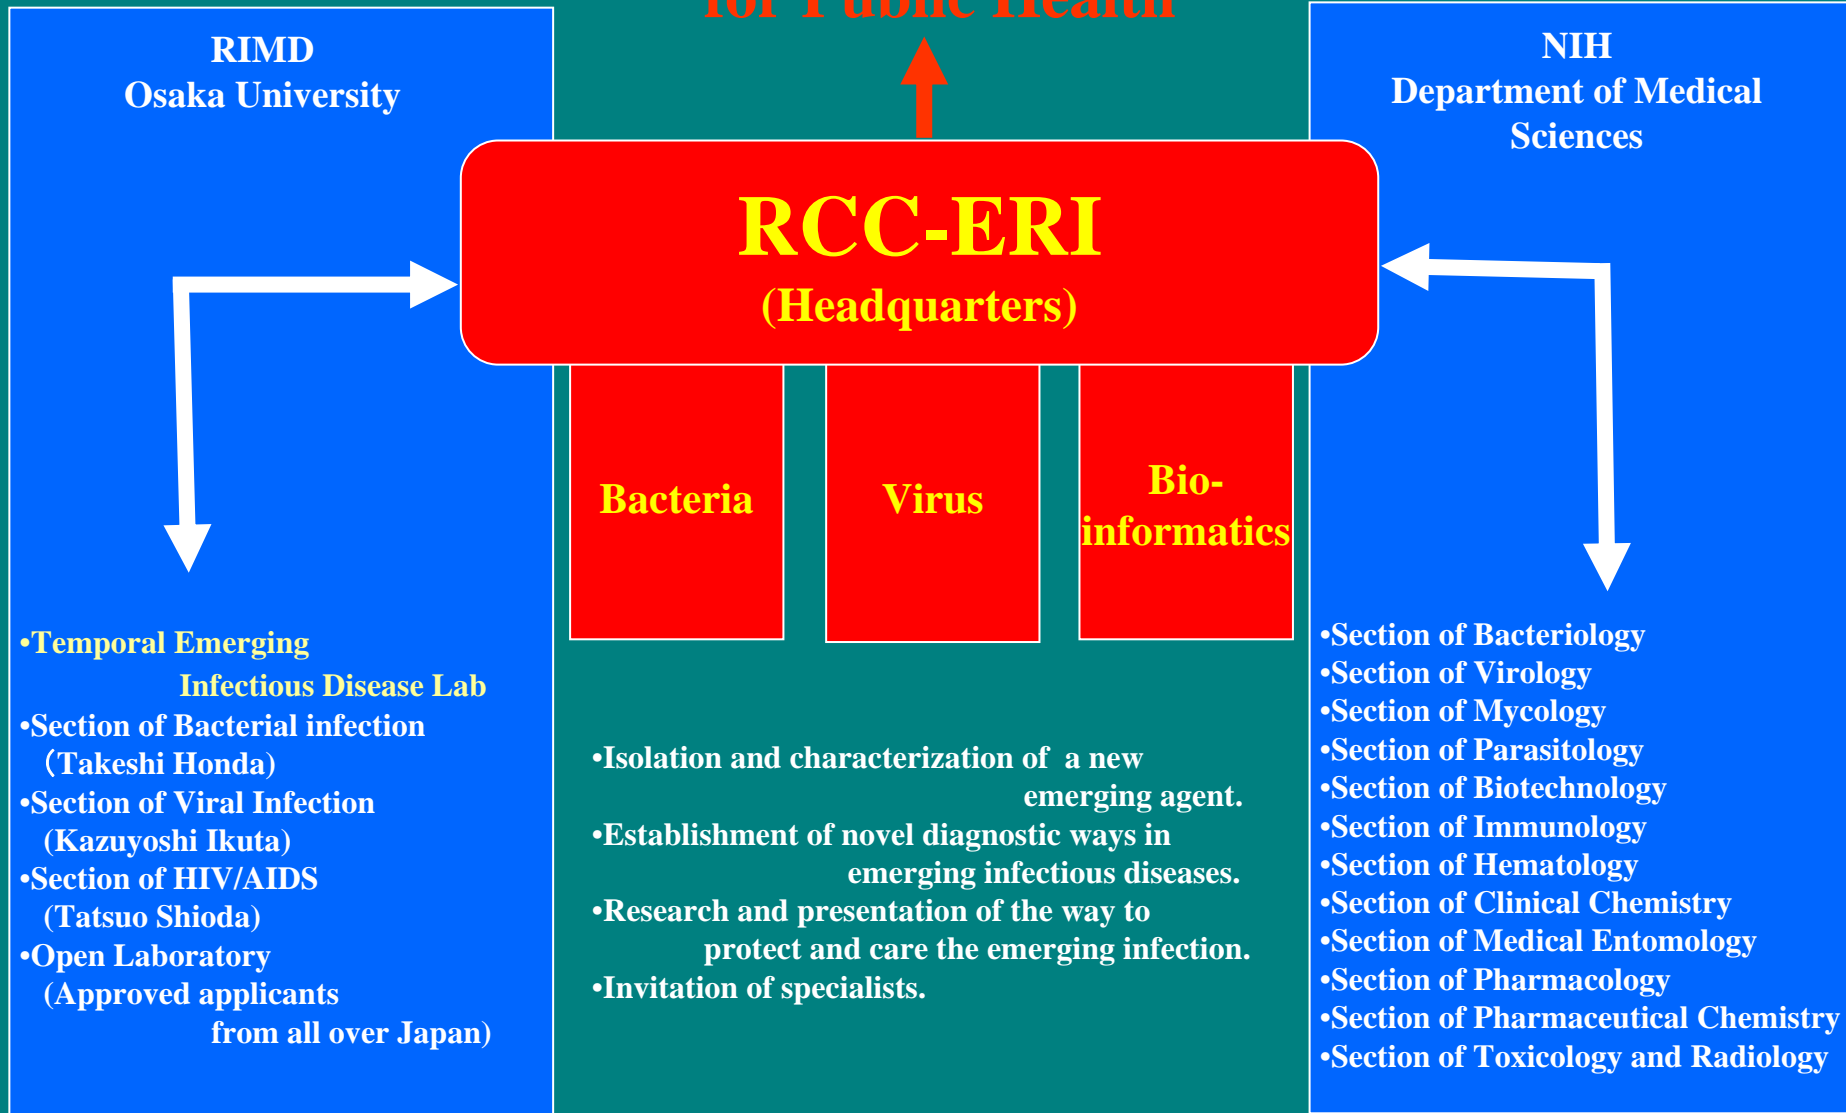 for Public Health
RIMD
Osaka University
NIH
Department of Medical
Sciences
RCC-ERI
(Headquarters)
Bacteria
Virus
Bio-
informatics
•Temporal Emerging
Infectious Disease Lab
•Section of Bacterial infection
（Takeshi Honda)
•Section of Viral Infection
(Kazuyoshi Ikuta)
•Section of HIV/AIDS
(Tatsuo Shioda)
•Open Laboratory
(Approved applicants
from all over Japan)
•Isolation and characterization of a new
emerging agent.
•Establishment of novel diagnostic ways in
emerging infectious diseases.
•Research and presentation of the way to
protect and care the emerging infection.
•Invitation of specialists.
•Section of Bacteriology
•Section of Virology
•Section of Mycology
•Section of Parasitology
•Section of Biotechnology
•Section of Immunology
•Section of Hematology
•Section of Clinical Chemistry
•Section of Medical Entomology
•Section of Pharmacology
•Section of Pharmaceutical Chemistry
•Section of Toxicology and Radiology